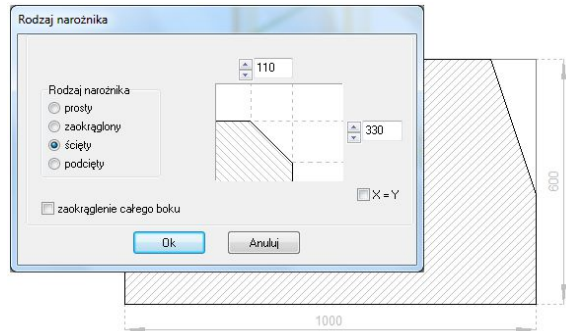 Rodzaj narożnika
110
Rodzaj narożnika
prosty
zaokrąglony
ścięty
podcięty
330
X = Y
zaokrąglenie całego boku
Ok
Anuluj
600
1000